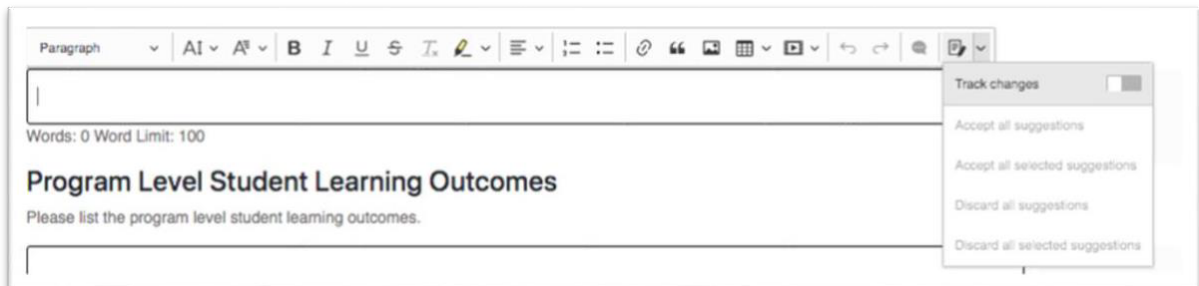 Paragraph
Track changes
Accept all suggestions
Accept all selected suggestions
Discard all suggestions
Discard all selected suggestions
Words: 0 Word Limit: 100
Program Level Student Learning Outcomes
Please list the program level student learning outcomes.